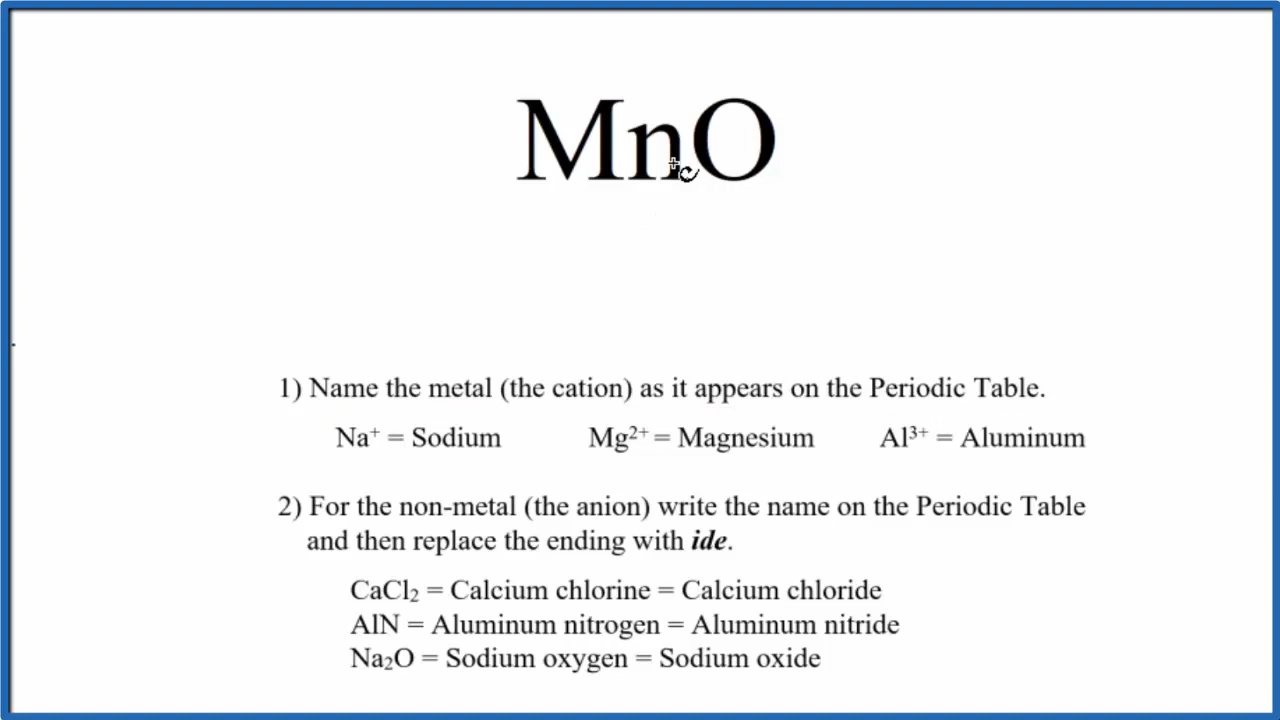 MnO
1) Name the metal (the cation) as it appears on the Periodic Table.
Na⁺ = Sodium Mg²⁺ = Magnesium Al³⁺ = Aluminum
2) For the non-metal (the anion) write the name on the Periodic Table
and then replace the ending with ide.
CaCl₂ = Calcium chlorine = Calcium chloride
AlN = Aluminum nitrogen = Aluminum nitride
Na₂O = Sodium oxygen = Sodium oxide